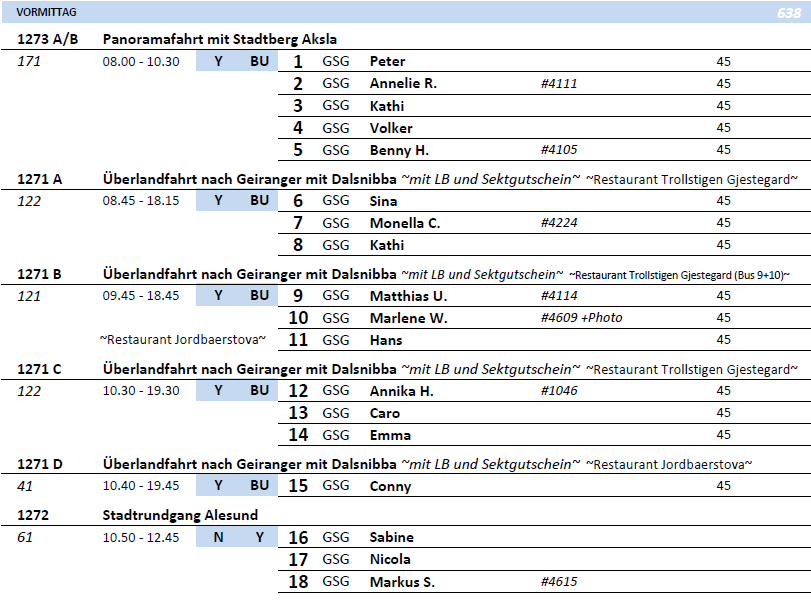 VORMITTAG 638
1273 A/B Panoramafahrt mit Stadtberg Aksla
171 08.00 - 10.30 Y BU 1 GSG Peter 45
2 GSG Annelie R. #4111 45
3 GSG Kathi 45
4 GSG Volker 45
5 GSG Benny H. #4105 45
1271 A Überlandfahrt nach Geiranger mit Dalsnibba ~mit LB und Sektgutschein~ ~Restaurant Trollstigen Gjestegard~
122 08.45 - 18.15 Y BU 6 GSG Sina 45
7 GSG Monella C. #4224 45
8 GSG Kathi 45
1271 B Überlandfahrt nach Geiranger mit Dalsnibba ~mit LB und Sektgutschein~ ~Restaurant Trollstigen Gjestegard (Bus 9+10)~
121 09.45 - 18.45 Y BU 9 GSG Matthias U. #4114 45
10 GSG Marlene W. #4609 +Photo 45
~Restaurant Jordbaerstova~ 11 GSG Hans 45
1271 C Überlandfahrt nach Geiranger mit Dalsnibba ~mit LB und Sektgutschein~ ~Restaurant Trollstigen Gjestegard~
122 10.30 - 19.30 Y BU 12 GSG Annika H. #1046 45
13 GSG Caro 45
14 GSG Emma 45
1271 D Überlandfahrt nach Geiranger mit Dalsnibba ~mit LB und Sektgutschein~ ~Restaurant Jordbaerstova~
41 10.40 - 19.45 Y BU 15 GSG Conny 45
1272 Stadtrundgang Alesund
61 10.50 - 12.45 N Y 16 GSG Sabine
17 GSG Nicola
18 GSG Markus S. #4615